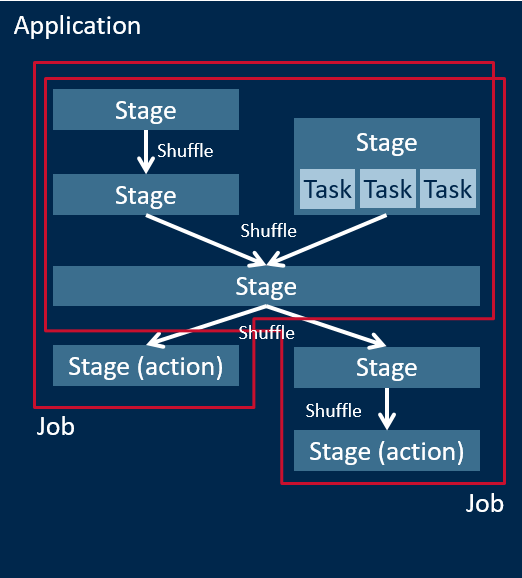 Application
Stage
Shuffle
Stage
Stage
Task Task Task
Shuffle
Stage
Shuffle
Stage (action)
Stage
Shuffle
Job
Stage (action)
Job